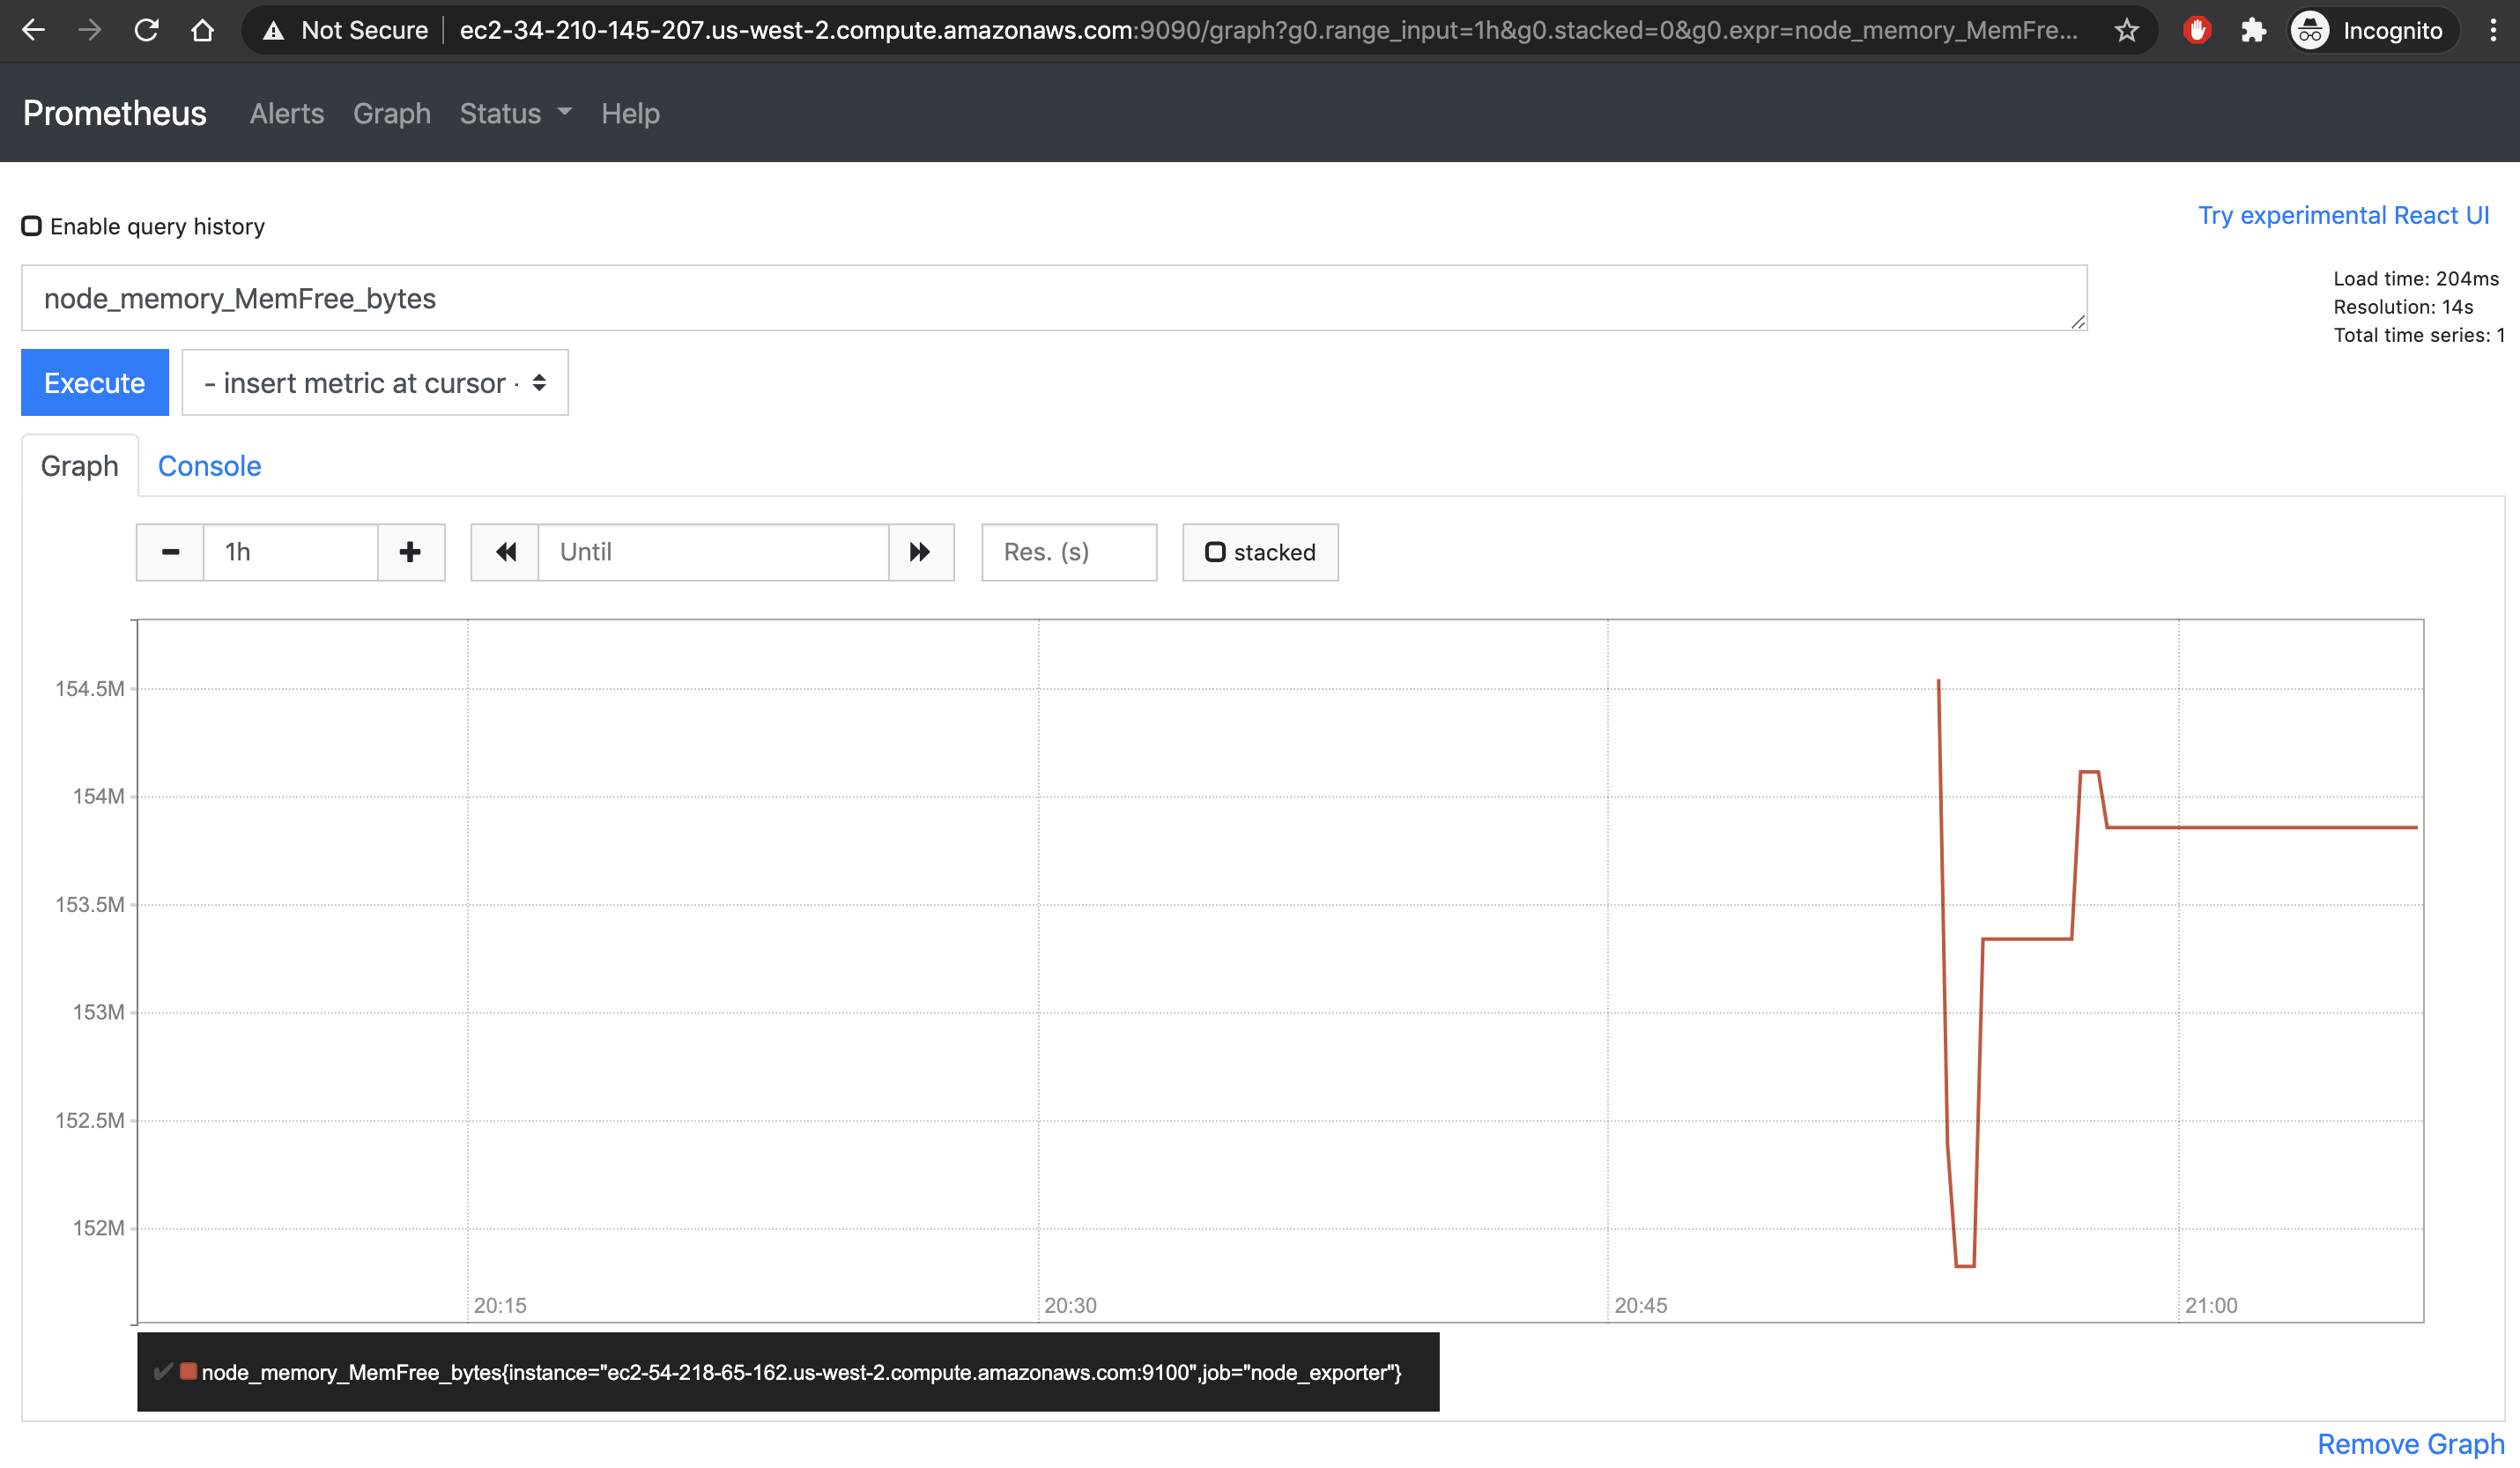 Not Secure ec2-34-210-145-207.us-west-2.compute.amazonaws.com:9090/graph?g0.range_input=1h&g0.stacked=0&g0.expr=node_memory_MemFre... Incognito
Prometheus Alerts Graph Status Help
Enable query history
Try experimental React UI
node_memory_MemFree_bytes
Load time: 204ms
Resolution: 14s
Total time series: 1
Execute - insert metric at cursor -
Graph Console
1h Until Res. (s) stacked
154.5M
154M
153.5M
153M
152.5M
152M
20:15 20:30 20:45 21:00
node_memory_MemFree_bytes{instance="ec2-54-218-65-162.us-west-2.compute.amazonaws.com:9100",job="node_exporter"}
Remove Graph